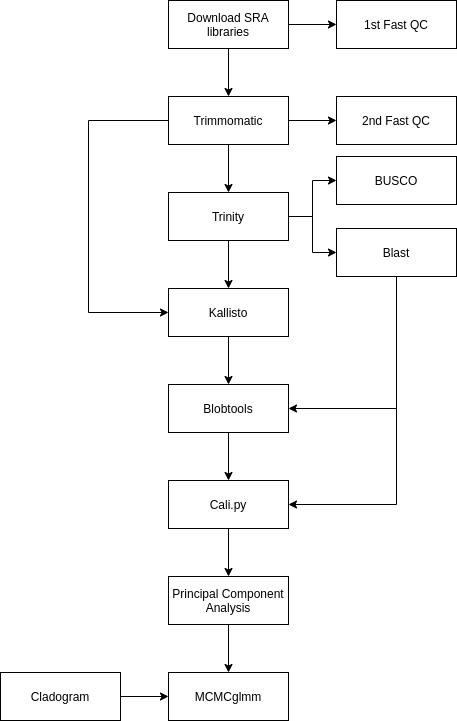 Download SRA
libraries
1st Fast QC
Trimmomatic
2nd Fast QC
BUSCO
Trinity
Blast
Kallisto
Blobtools
Cali.py
Principal Component
Analysis
Cladogram
MCMCglmm